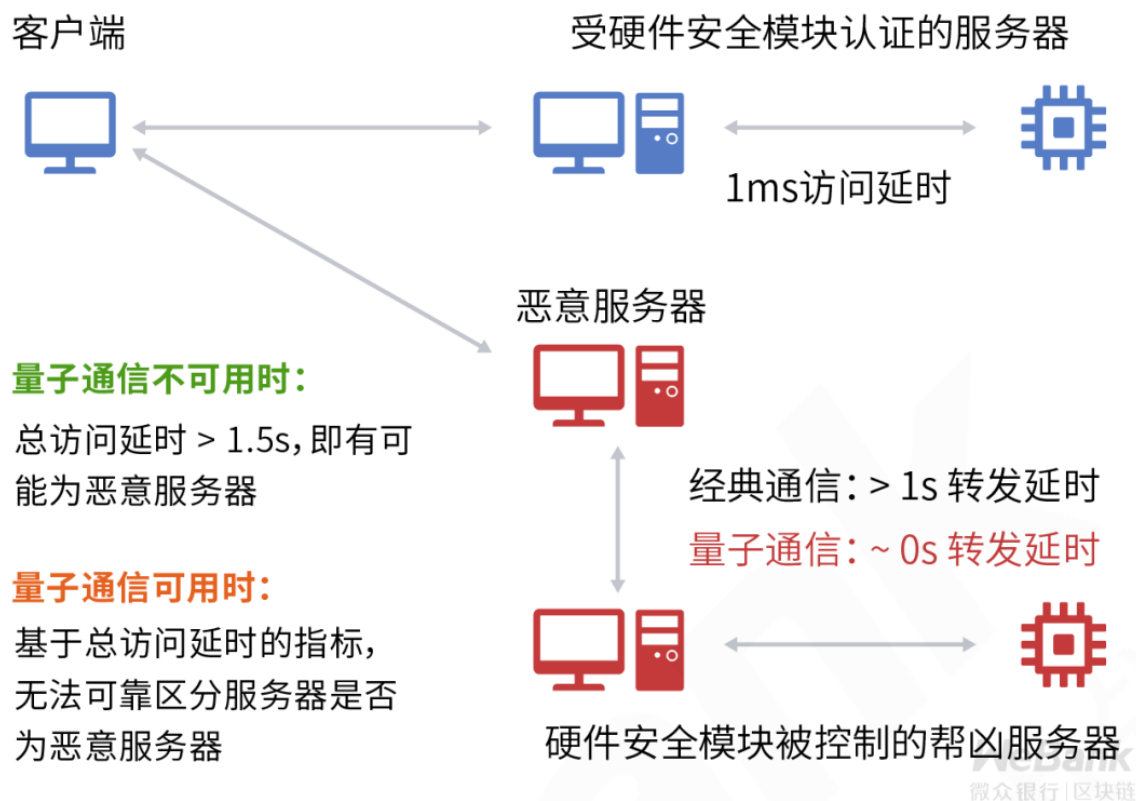 客户端
受硬件安全模块认证的服务器
1ms访问延时
恶意服务器
量子通信不可用时：
总访问延时 > 1.5s，即有可
能为恶意服务器
经典通信：> 1s 转发延时
量子通信：~ 0s 转发延时
量子通信可用时：
基于总访问延时的指标，
无法可靠区分服务器是否
为恶意服务器
硬件安全模块被控制的帮凶服务器
WeBank
微众银行 | 区块链